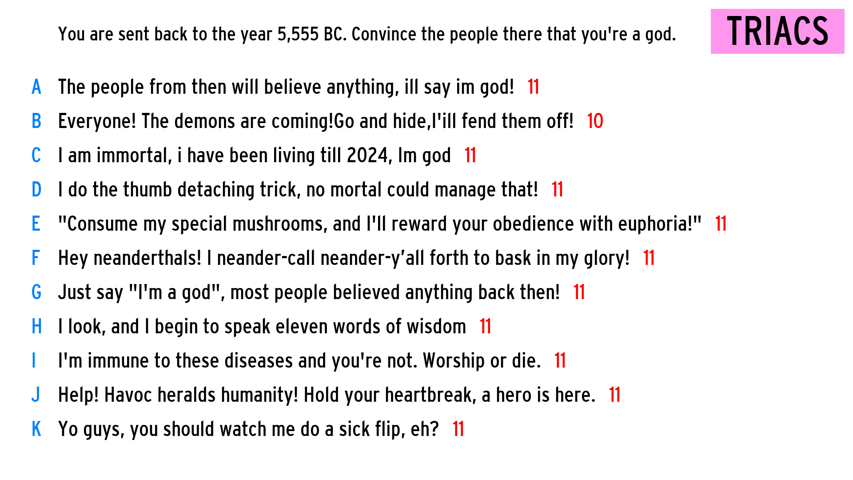 You are sent back to the year 5,555 BC. Convince the people there that you're a god.
TRIACS
A The people from then will believe anything, ill say im god! 11
B Everyone! The demons are coming!Go and hide,I'ill fend them off! 10
C I am immortal, i have been living till 2024, Im god 11
D I do the thumb detaching trick, no mortal could manage that! 11
E "Consume my special mushrooms, and I'll reward your obedience with euphoria!" 11
F Hey neanderthals! I neander-call neander-y’all forth to bask in my glory! 11
G Just say "I'm a god", most people believed anything back then! 11
H I look, and I begin to speak eleven words of wisdom 11
I I'm immune to these diseases and you're not. Worship or die. 11
J Help! Havoc heralds humanity! Hold your heartbreak, a hero is here. 11
K Yo guys, you should watch me do a sick flip, eh? 11